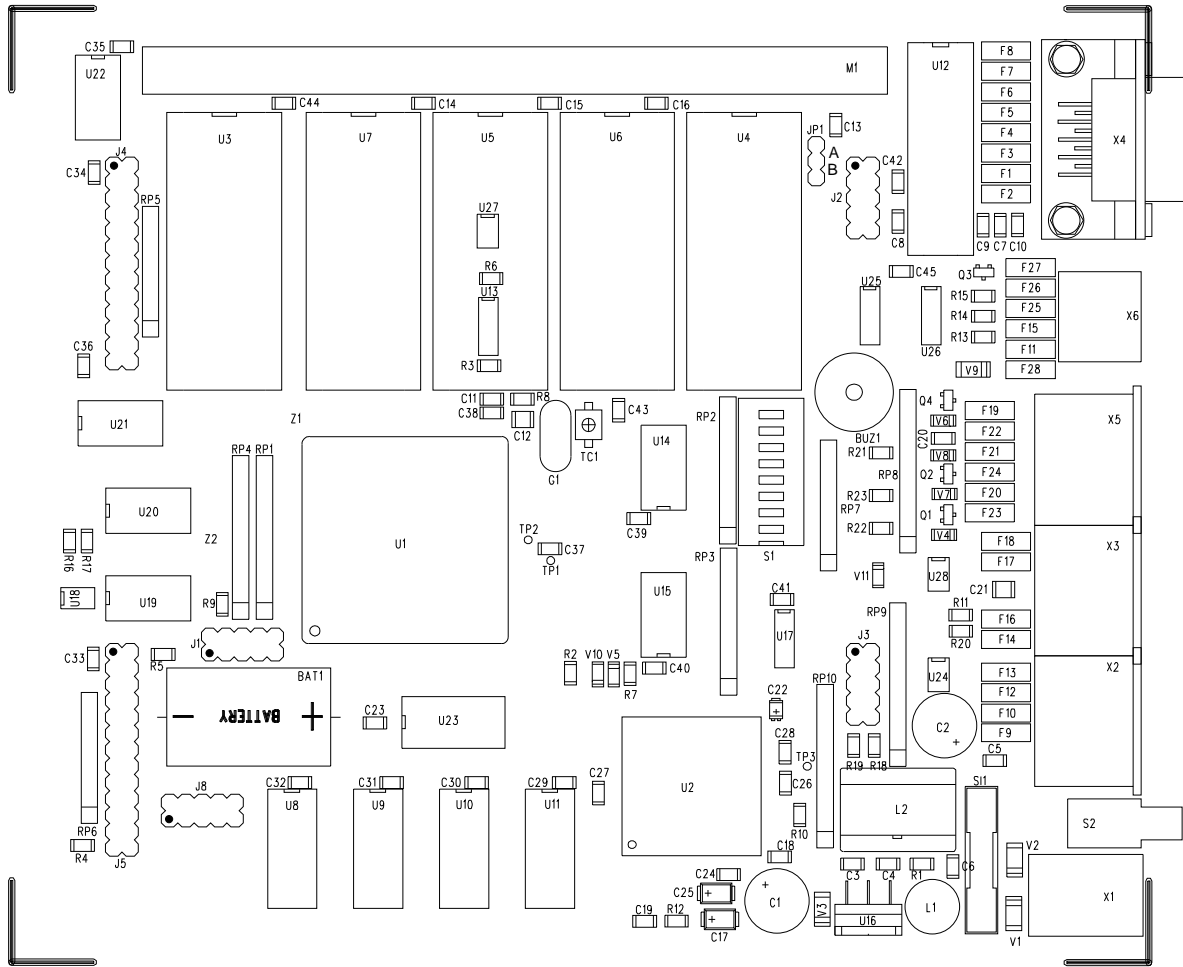 C35
U22
M1
U12
F8
F7
F6
F5
F4
F3
F1
F2
X4
C44
C14
C15
C16
C13
JP1
A
B
U3
U7
U5
U6
U4
J4
C34
RP5
J2
C42
C8
C9
C7
C10
U27
R6
U13
R3
U25
C45
Q3
U26
R15
R14
R13
V9
F27
F26
F25
F15
F11
F28
X6
C36
U21
Z1
C11
C38
R8
C12
G1
TC1
C43
RP2
BUZ1
Q4
V6
C20
V8
Q2
V7
Q1
V4
F19
F22
F21
F24
F20
F23
X5
RP4
RP1
U14
R21
RP8
R23
RP7
R22
U20
Z2
U1
TP2
C37
TP1
C39
RP3
S1
R16
R17
U18
U19
R9
V11
U28
C21
F18
F17
X3
U15
C41
U17
RP9
R11
R20
F16
F14
J1
C33
R5
BAT1
BATTERY
R2
V10
V5
R7
C40
J3
U24
X2
F13
F12
F10
F9
C23
U23
C22
RP10
C2
C28
TP3
R19
R18
C5
C32
C31
C30
C29
C27
U2
C26
R10
L2
SI1
S2
RP6
R4
J5
J8
U8
U9
U10
U11
C18
C24
C25
C17
C19
R12
C1
V3
C3
C4
R1
C6
U16
L1
V2
V1
X1